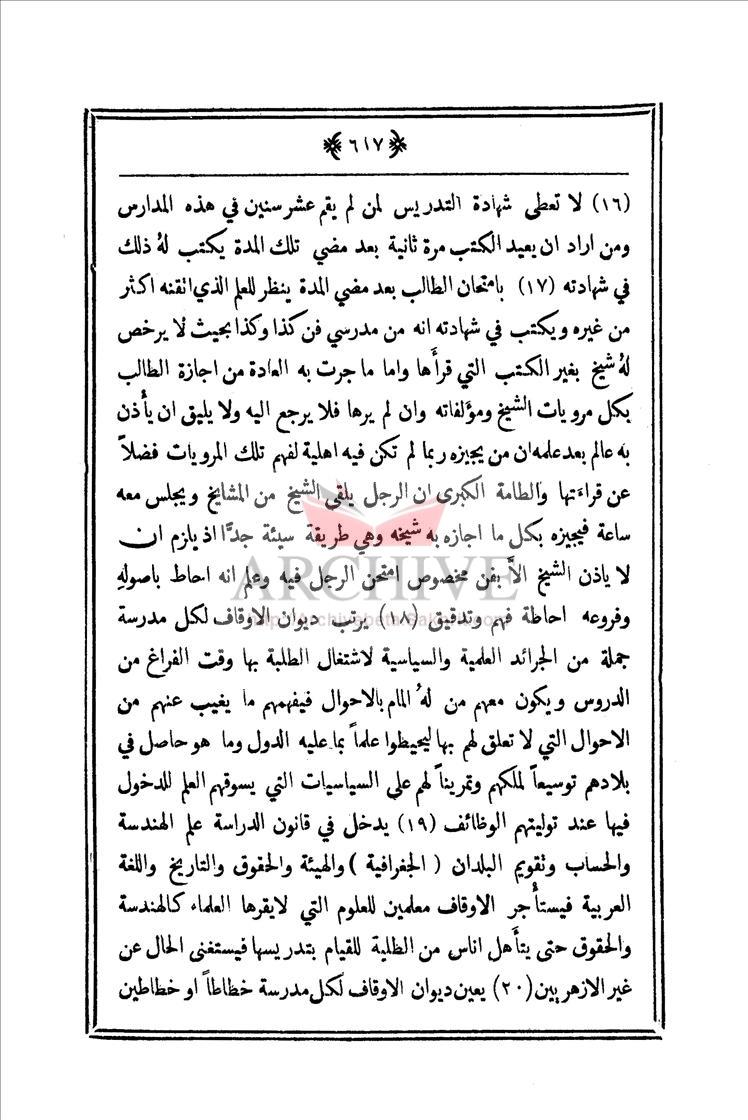 ٦١٧
(١٦) لا تعطى شهادة التدريس لمن لم يقم عشر سنين في هذه المدارس
ومن اراد ان يعيد الكتب مرة ثانية بعد مضي تلك المدة يكتب لهُ ذلك
في شهادته (١٧) بامتحان الطالب بعد مضي المدة ينظر للعلم الذي اتقنه اكثر
من غيره ويكتب في شهادته انه من مدرسي فن كذا وكذا بحيث لا يرخص
لهُ شيخ بغير الكتب التي قرأها واما ما جرت به العادة من اجازة الطالب
بكل مرويات الشيخ ومؤلفاته وان لم يرها فلا يرجع اليه ولا يليق ان يأذن
به عالم بعد علمه ان من يجيزه ربما لم تكن فيه اهلية لفهم تلك المرويات فضلاً
عن قراءتها والطامة الكبرى ان الرجل يلقى الشيخ من المشايخ ويجلس معه
ساعة فيجيزه بكل ما اجازه به شيخه وهي طريقة سيئة جدًّا اذ يلزم ان
لا ياذن الشيخ الاَّ بفن مخصوص امتحن الرجل فيه وعلم انه احاط باصولهِ
وفروعه احاطة فهم وتدقيق (١٨) يرتب ديوان الاوقاف لكل مدرسة
جملة من الجرائد العلمية والسياسية لاشتغال الطلبة بها وقت الفراغ من
الدروس ويكون معهم من لهُ المام بالاحوال فيفهمهم ما يغيب عنهم من
الاحوال التي لا تعلق لهم بها ليحيظوا علماً بما عليه الدول وما هو حاصل في
بلادهم توسيعاً لملكهم وتمريناً لهم على السياسيات التي يسوقهم العلم للدخول
فيها عند توليتهم الوظائف (١٩) يدخل في قانون الدراسة علم الهندسة
والحساب وتقويم البلدان (الجغرافية) والهيئة والحقوق والتاريخ واللغة
العربية فيستأجر الاوقاف معلمين للعلوم التي لايقرها العلماء كالهندسة
والحقوق حتى يتأهل اناس من الطلبة للقيام بتدريسها فيستغنى الحال عن
غير الازهريين (٢٠) يعين ديوان الاوقاف لكل مدرسة خطاطاً او خطاطين
ARCHIVE